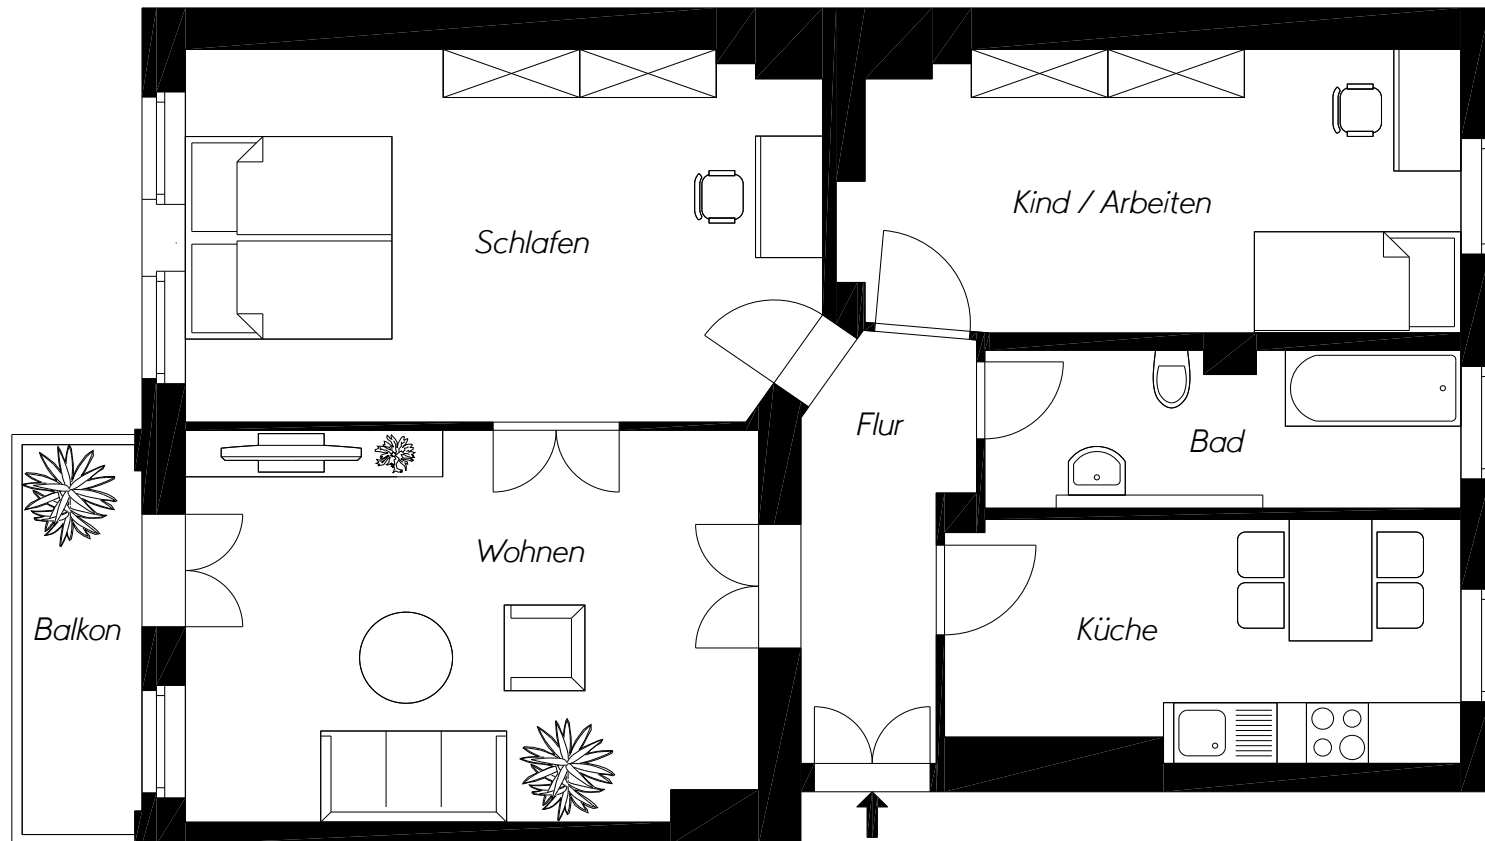 Kind / Arbeiten
Schlafen
Flur
Bad
Wohnen
Balkon
Küche